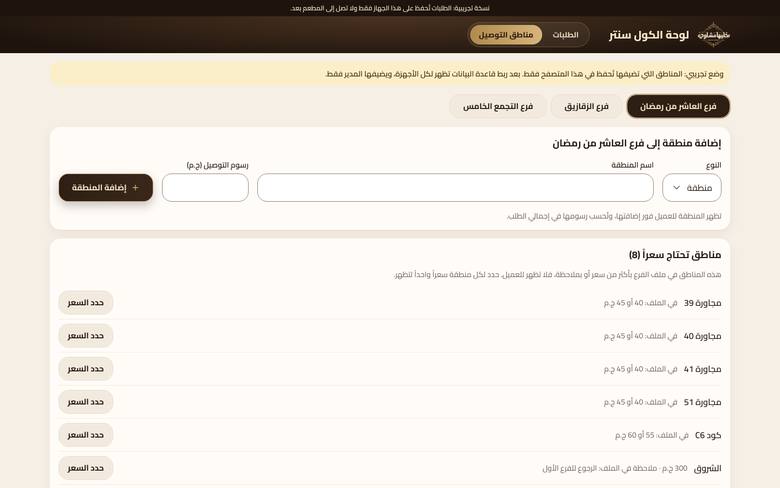 نسخة تجريبية: الطلبات تُحفظ على هذا الجهاز فقط ولا تصل إلى المطعم بعد.
لوحة الكول سنتر
الطلبات
مناطق التوصيل
وضع تجريبي: المناطق التي تضيفها تُحفظ في هذا المتصفح فقط. بعد ربط قاعدة البيانات تظهر لكل الأجهزة، ويضيفها المدير فقط.
فرع العاشر من رمضان
فرع الزقازيق
فرع التجمع الخامس
إضافة منطقة إلى فرع العاشر من رمضان
النوع
اسم المنطقة
رسوم التوصيل (ج.م)
منطقة
+ إضافة المنطقة
تظهر المنطقة للعميل فور إضافتها، وتُحسب رسومها في إجمالي الطلب.
مناطق تحتاج سعراً (8)
هذه المناطق في ملف الفرع بأكثر من سعر أو بملاحظة، فلا تظهر للعميل. حدد لكل منطقة سعراً واحداً لتظهر.
مجاورة 39 في الملف: 40 أو 45 ج.م حدد السعر
مجاورة 40 في الملف: 40 أو 45 ج.م حدد السعر
مجاورة 41 في الملف: 40 أو 45 ج.م حدد السعر
مجاورة 51 في الملف: 40 أو 45 ج.م حدد السعر
كود C6 في الملف: 55 أو 60 ج.م حدد السعر
الشروق 300 ج.م · ملاحظة في الملف: الرجوع للفرع الأول حدد السعر